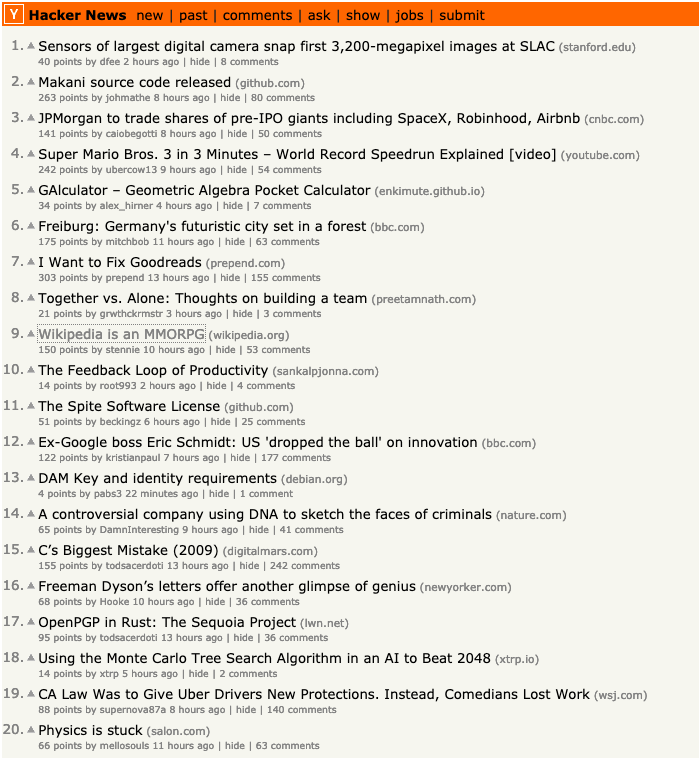 Y Hacker News new | past | comments | ask | show | jobs | submit
1. Sensors of largest digital camera snap first 3,200-megapixel images at SLAC (stanford.edu)
40 points by dfee 2 hours ago | hide | 8 comments
2. Makani source code released (github.com)
263 points by johmathe 8 hours ago | hide | 80 comments
3. JPMorgan to trade shares of pre-IPO giants including SpaceX, Robinhood, Airbnb (cnbc.com)
141 points by caiobegotti 8 hours ago | hide | 50 comments
4. Super Mario Bros. 3 in 3 Minutes – World Record Speedrun Explained [video] (youtube.com)
242 points by ubercow13 9 hours ago | hide | 54 comments
5. GAlculator – Geometric Algebra Pocket Calculator (enkimute.github.io)
34 points by alex_hirner 4 hours ago | hide | 7 comments
6. Freiburg: Germany's futuristic city set in a forest (bbc.com)
175 points by mitchbob 11 hours ago | hide | 63 comments
7. I Want to Fix Goodreads (prepend.com)
303 points by prepend 13 hours ago | hide | 155 comments
8. Together vs. Alone: Thoughts on building a team (preetamnath.com)
21 points by grwthckrmstr 3 hours ago | hide | 3 comments
9. Wikipedia is an MMORPG (wikipedia.org)
150 points by stennie 10 hours ago | hide | 53 comments
10. The Feedback Loop of Productivity (sankalpjonna.com)
14 points by root993 2 hours ago | hide | 4 comments
11. The Spite Software License (github.com)
51 points by beckingz 6 hours ago | hide | 25 comments
12. Ex-Google boss Eric Schmidt: US 'dropped the ball' on innovation (bbc.com)
122 points by kristianpaul 7 hours ago | hide | 177 comments
13. DAM Key and identity requirements (debian.org)
4 points by pabs3 22 minutes ago | hide | 1 comment
14. A controversial company using DNA to sketch the faces of criminals (nature.com)
65 points by DamnInteresting 9 hours ago | hide | 41 comments
15. C’s Biggest Mistake (2009) (digitalmars.com)
155 points by todsacerdoti 13 hours ago | hide | 242 comments
16. Freeman Dyson’s letters offer another glimpse of genius (newyorker.com)
68 points by Hooke 10 hours ago | hide | 36 comments
17. OpenPGP in Rust: The Sequoia Project (lwn.net)
95 points by todsacerdoti 13 hours ago | hide | 36 comments
18. Using the Monte Carlo Tree Search Algorithm in an AI to Beat 2048 (xtrp.io)
14 points by xtrp 5 hours ago | hide | 2 comments
19. CA Law Was to Give Uber Drivers New Protections. Instead, Comedians Lost Work (wsj.com)
88 points by supernova87a 8 hours ago | hide | 140 comments
20. Physics is stuck (salon.com)
66 points by mellosouls 11 hours ago | hide | 63 comments